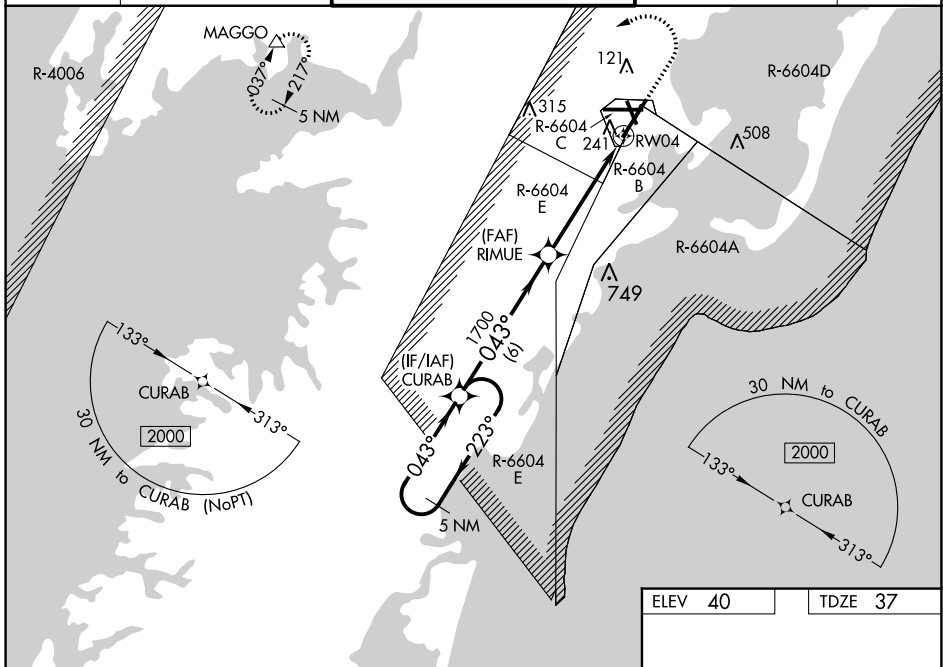 MAGGO
R-4006
037°
217°
5 NM
121
R-6604D
315
R-6604
C
241
RW04
508
R-6604
B
R-6604
E
(FAF)
RIMUE
R-6604A
749
1700
043°
(6)
(IF/IAF)
CURAB
133°
CURAB
313°
2000
30 NM to CURAB (NoPT)
043°
223°
R-6604
E
5 NM
30 NM to CURAB
2000
133°
CURAB
313°
ELEV 40
TDZE 37